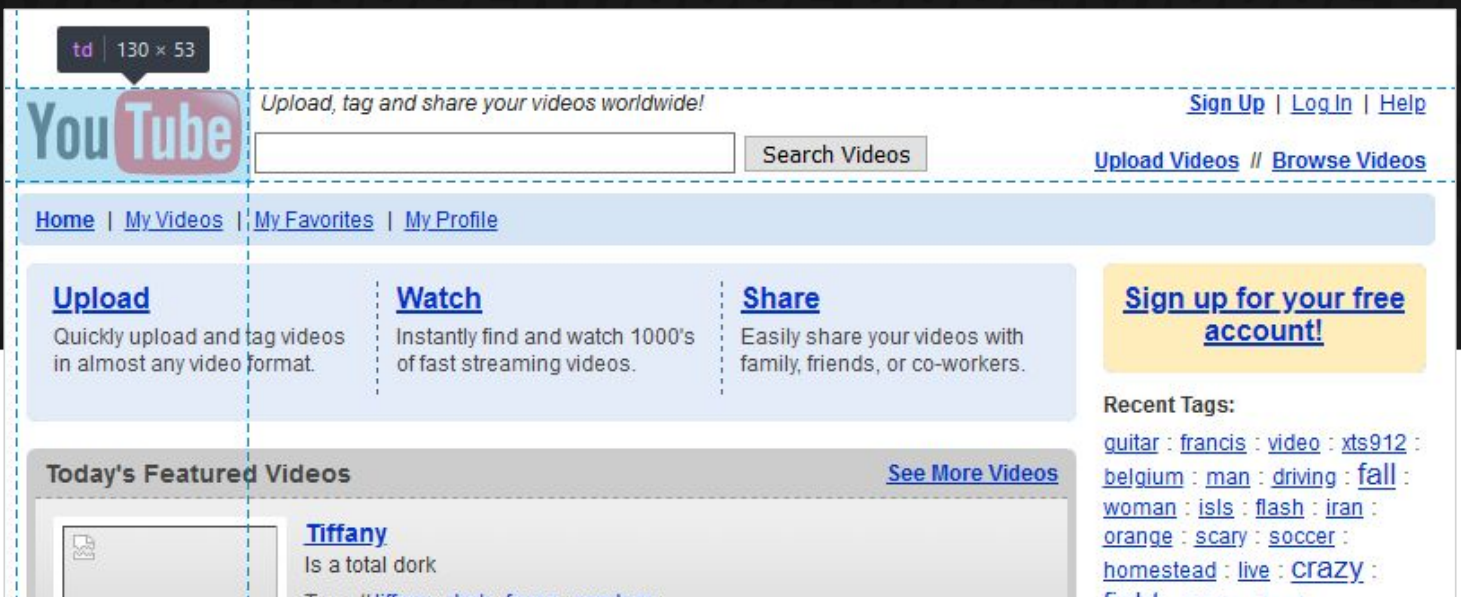 td | 130 × 53
YouTube
Upload, tag and share your videos worldwide!
Sign Up | Log In | Help
Search Videos
Upload Videos // Browse Videos
Home | My Videos | My Favorites | My Profile
Upload
Quickly upload and tag videos
in almost any video format.
Watch
Instantly find and watch 1000's
of fast streaming videos.
Share
Easily share your videos with
family, friends, or co-workers.
Sign up for your free
account!
Recent Tags:
guitar : francis : video : xts912 :
belgium : man : driving : fall :
woman : isls : flash : iran :
orange : scary : soccer :
homestead : live : crazy :
Today's Featured Videos
See More Videos
Tiffany
Is a total dork